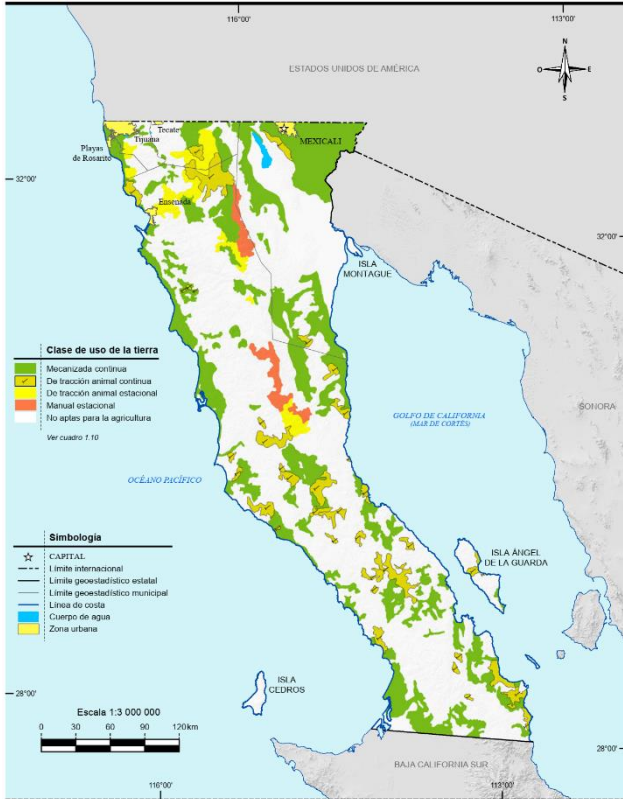 116°00'
113°00'
ESTADOS UNIDOS DE AMÉRICA
N
O
E
S
Tecate
Tijuana
MEXICALI
Playas
de Rosarito
32°00'
Ensenada
32°00'
ISLA
MONTAGUE
Clase de uso de la tierra
Mecanizada continua
De tracción animal continua
De tracción animal estacional
Manual estacional
No aptas para la agricultura
Ver cuadro 1.10
SONORA
GOLFO DE CALIFORNIA
(MAR DE CORTÉS)
OCÉANO PACÍFICO
Simbología
CAPITAL
Límite internacional
Límite geoestadístico estatal
Límite geoestadístico municipal
Línea de costa
Cuerpo de agua
Zona urbana
ISLA ÁNGEL
DE LA GUARDA
28°00'
ISLA
CEDROS
Escala 1:3 000 000
0 30 60 90 120km
28°00'
BAJA CALIFORNIA SUR
116°00'
113°00'